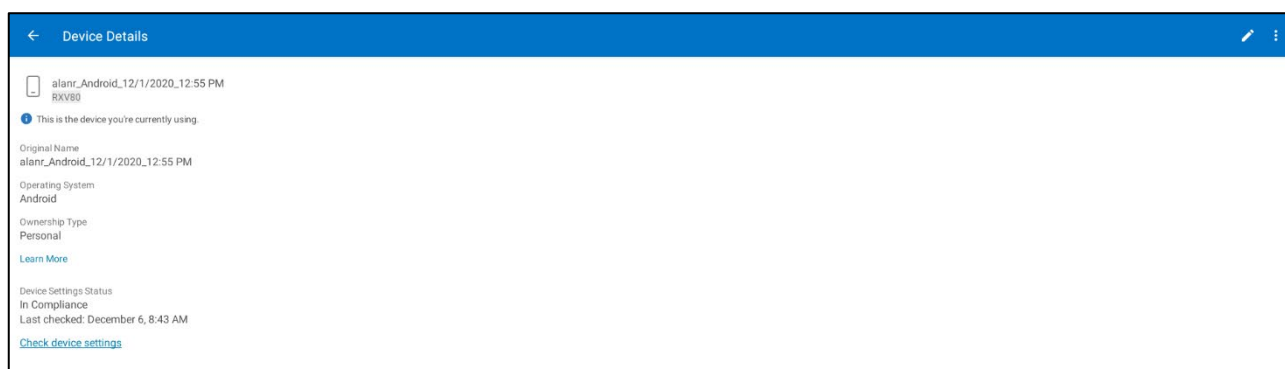 Device Details
alanr_Android_12/1/2020_12:55 PM
RXV80
This is the device you're currently using.
Original Name
alanr_Android_12/1/2020_12:55 PM
Operating System
Android
Ownership Type
Personal
Learn More
Device Settings Status
In Compliance
Last checked: December 6, 8:43 AM
Check device settings